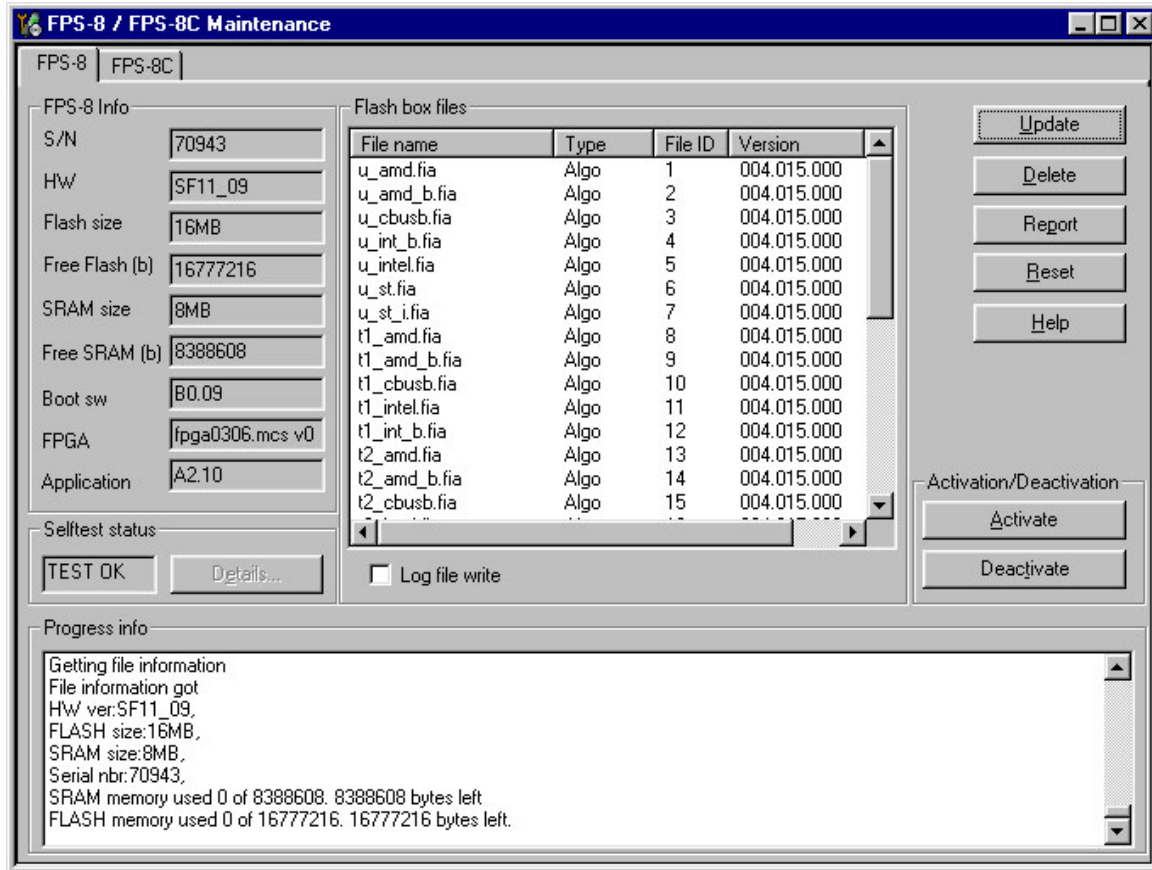 FPS-8 / FPS-8C Maintenance
FPS-8
FPS-8C
FPS-8 Info
S/N 70943
HW SF11_09
Flash size 16MB
Free Flash (b) 16777216
SRAM size 8MB
Free SRAM (b) 8388608
Boot sw B0.09
FPGA fpga0306.mcs v0
Application A2.10
Selftest status
TEST OK
Details...
Flash box files
File name Type File ID Version
u_amd.fia Algo 1 004.015.000
u_amd_b.fia Algo 2 004.015.000
u_cbusb.fia Algo 3 004.015.000
u_int_b.fia Algo 4 004.015.000
u_intel.fia Algo 5 004.015.000
u_st.fia Algo 6 004.015.000
u_st_i.fia Algo 7 004.015.000
t1_amd.fia Algo 8 004.015.000
t1_amd_b.fia Algo 9 004.015.000
t1_cbusb.fia Algo 10 004.015.000
t1_intel.fia Algo 11 004.015.000
t1_int_b.fia Algo 12 004.015.000
t2_amd.fia Algo 13 004.015.000
t2_amd_b.fia Algo 14 004.015.000
t2_cbusb.fia Algo 15 004.015.000
Log file write
Update
Delete
Report
Reset
Help
Activation/Deactivation
Activate
Deactivate
Progress info
Getting file information
File information got
HW ver:SF11_09,
FLASH size:16MB,
SRAM size:8MB,
Serial nbr:70943,
SRAM memory used 0 of 8388608. 8388608 bytes left
FLASH memory used 0 of 16777216. 16777216 bytes left.